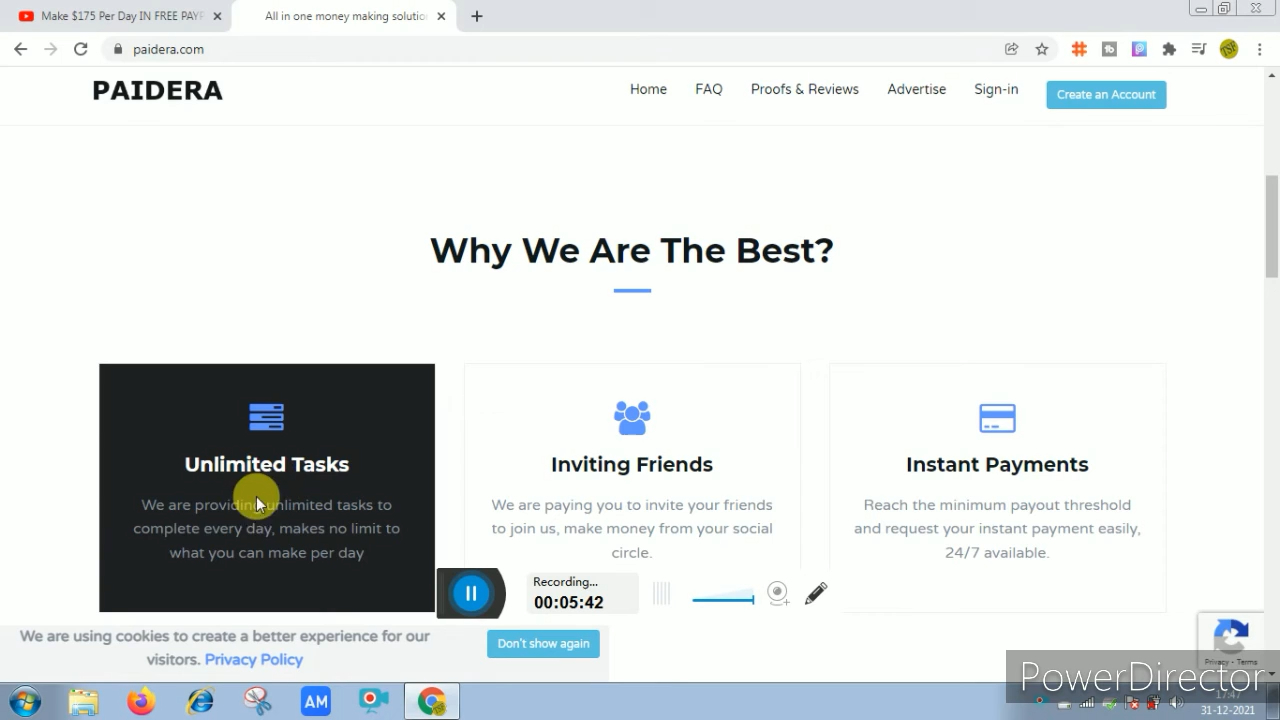 Make $175 Per Day IN FREE PAYP
All in one money making solutio
paidera.com
PAIDERA
Home
FAQ
Proofs & Reviews
Advertise
Sign-in
Create an Account
Why We Are The Best?
Unlimited Tasks
We are providing unlimited tasks to
complete every day, makes no limit to
what you can make per day
Inviting Friends
We are paying you to invite your friends
to join us, make money from your social
circle.
Instant Payments
Reach the minimum payout threshold
and request your instant payment easily,
24/7 available.
Recording...
00:05:42
We are using cookies to create a better experience for our
visitors. Privacy Policy
Don't show again
Privacy - Terms
PowerDirector
AM
17:47
31-12-2021